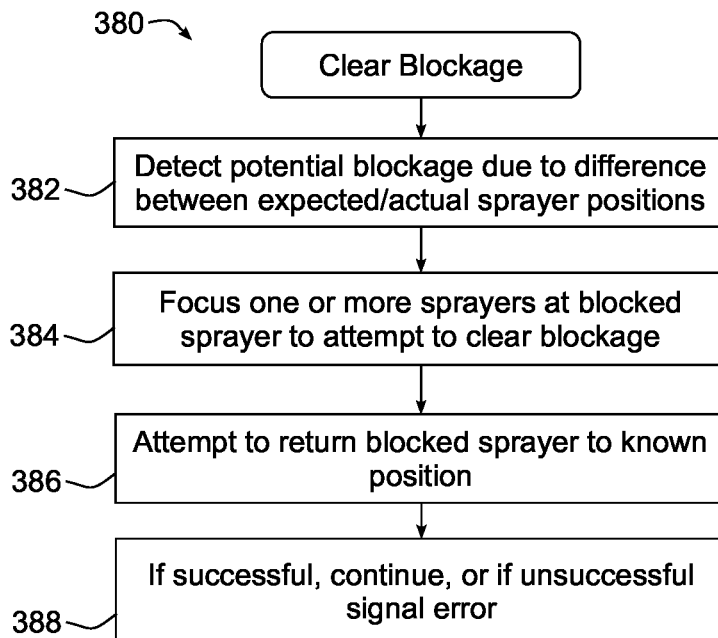 380
Clear Blockage
382
Detect potential blockage due to difference
between expected/actual sprayer positions
384
Focus one or more sprayers at blocked
sprayer to attempt to clear blockage
386
Attempt to return blocked sprayer to known
position
388
If successful, continue, or if unsuccessful
signal error